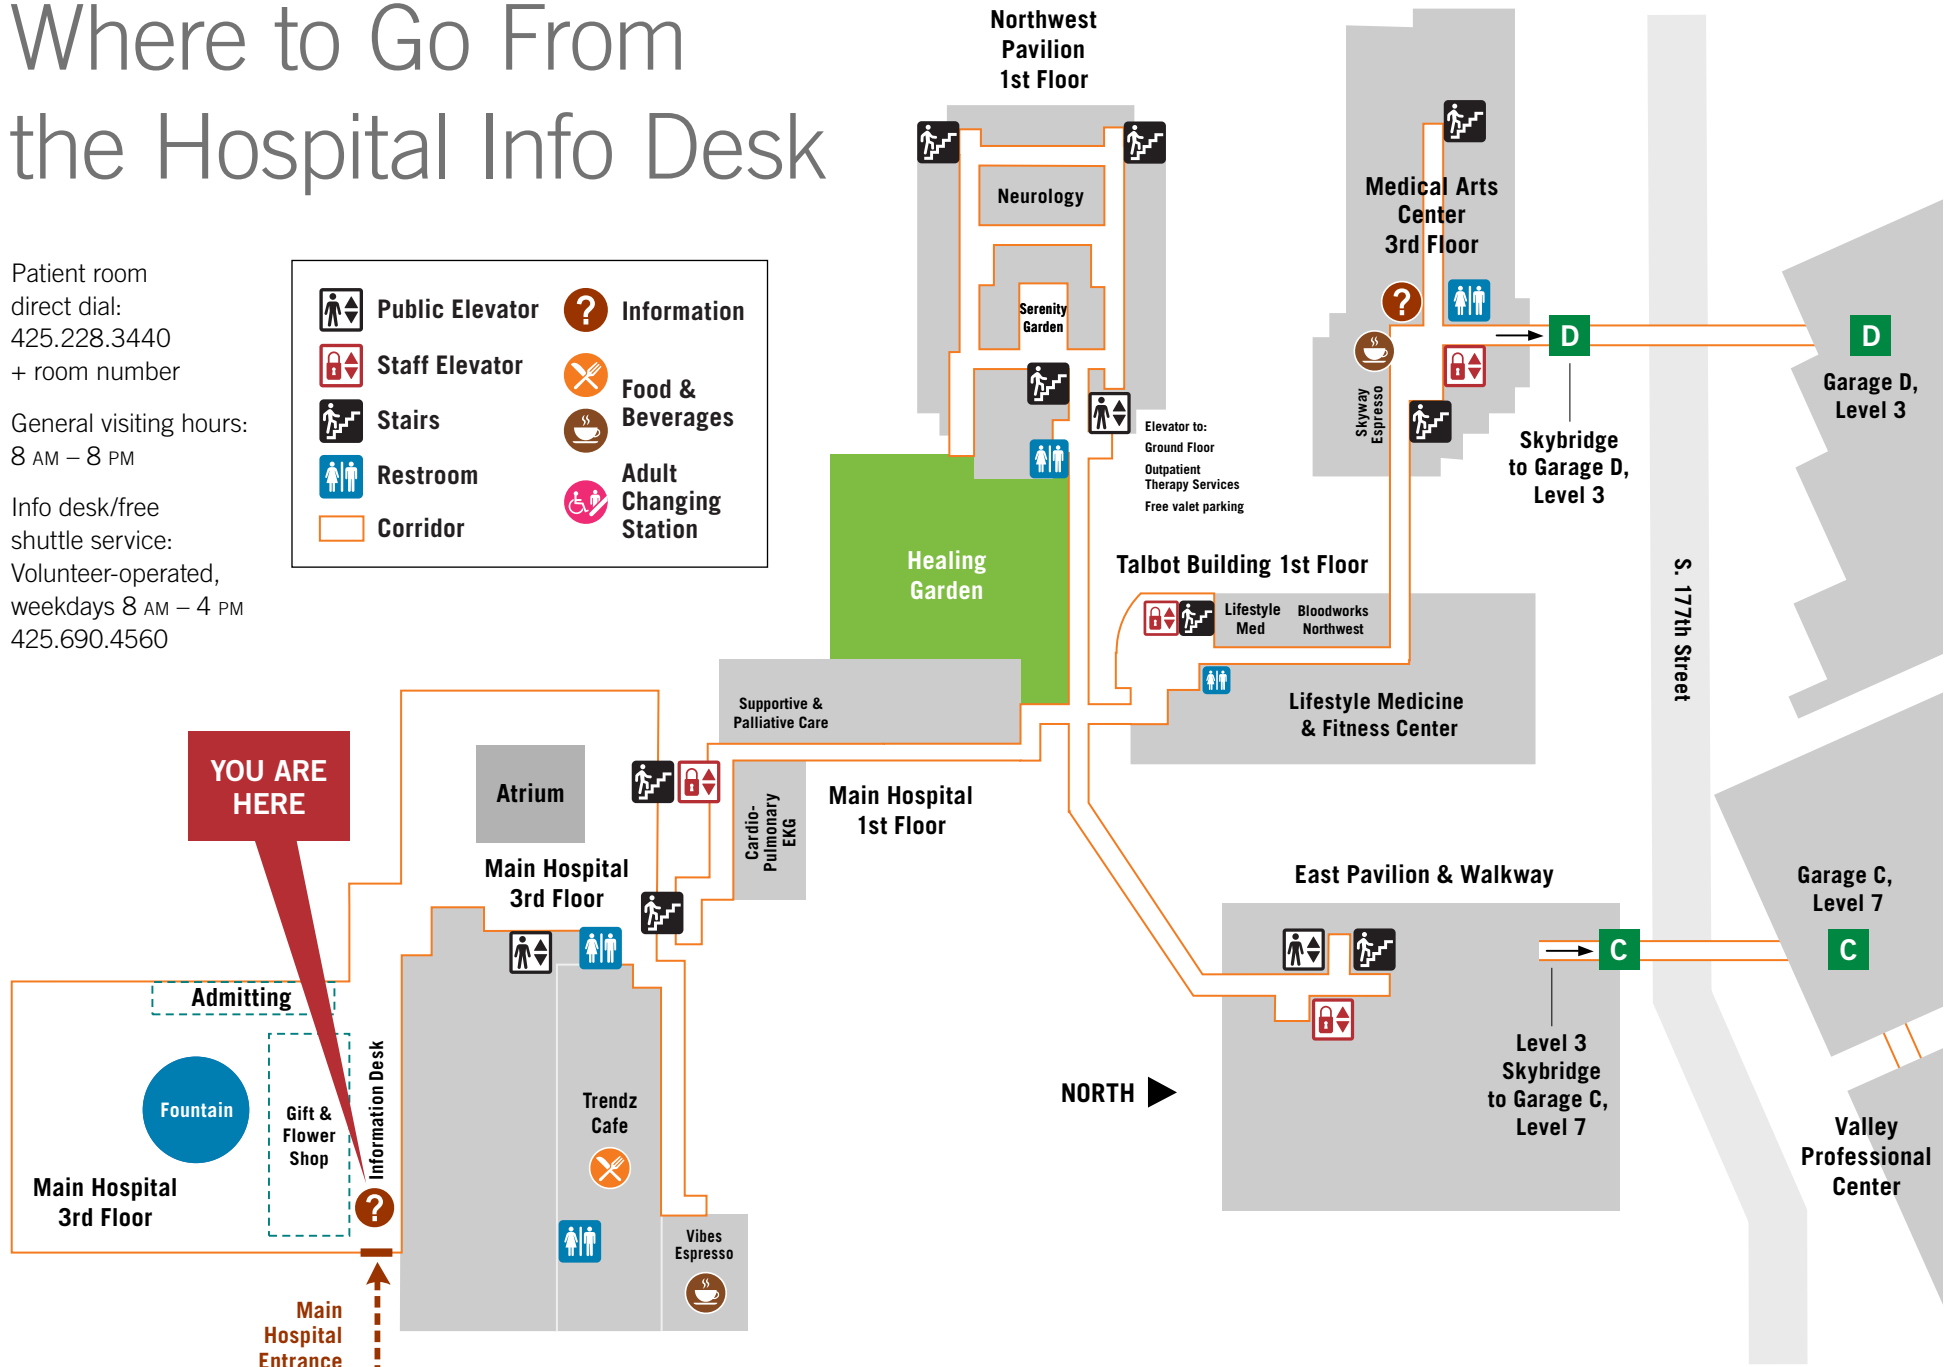 Where to Go From
the Hospital Info Desk
Patient room
direct dial:
425.228.3440
+ room number
General visiting hours:
8 AM – 8 PM
Info desk/free
shuttle service:
Volunteer-operated,
weekdays 8 AM – 4 PM
425.690.4560
Public Elevator
Staff Elevator
Stairs
Restroom
Corridor
? Information
Food &
Beverages
Adult
Changing
Station
Northwest
Pavilion
1st Floor
Neurology
Serenity
Garden
Elevator to:
Ground Floor
Outpatient
Therapy Services
Free valet parking
Healing
Garden
Medical Arts
Center
3rd Floor
?
Skyway
Espresso
D
Skybridge
to Garage D,
Level 3
D
Garage D,
Level 3
S. 177th Street
Talbot Building 1st Floor
Lifestyle
Med
Bloodworks
Northwest
Lifestyle Medicine
& Fitness Center
Supportive &
Palliative Care
Cardio-
Pulmonary
EKG
Main Hospital
1st Floor
YOU ARE
HERE
Atrium
Main Hospital
3rd Floor
Admitting
Fountain
Gift &
Flower
Shop
Information Desk
?
Main Hospital
3rd Floor
Main
Hospital
Entrance
Trendz
Cafe
Vibes
Espresso
East Pavilion & Walkway
C
Level 3
Skybridge
to Garage C,
Level 7
Garage C,
Level 7
C
NORTH
Valley
Professional
Center